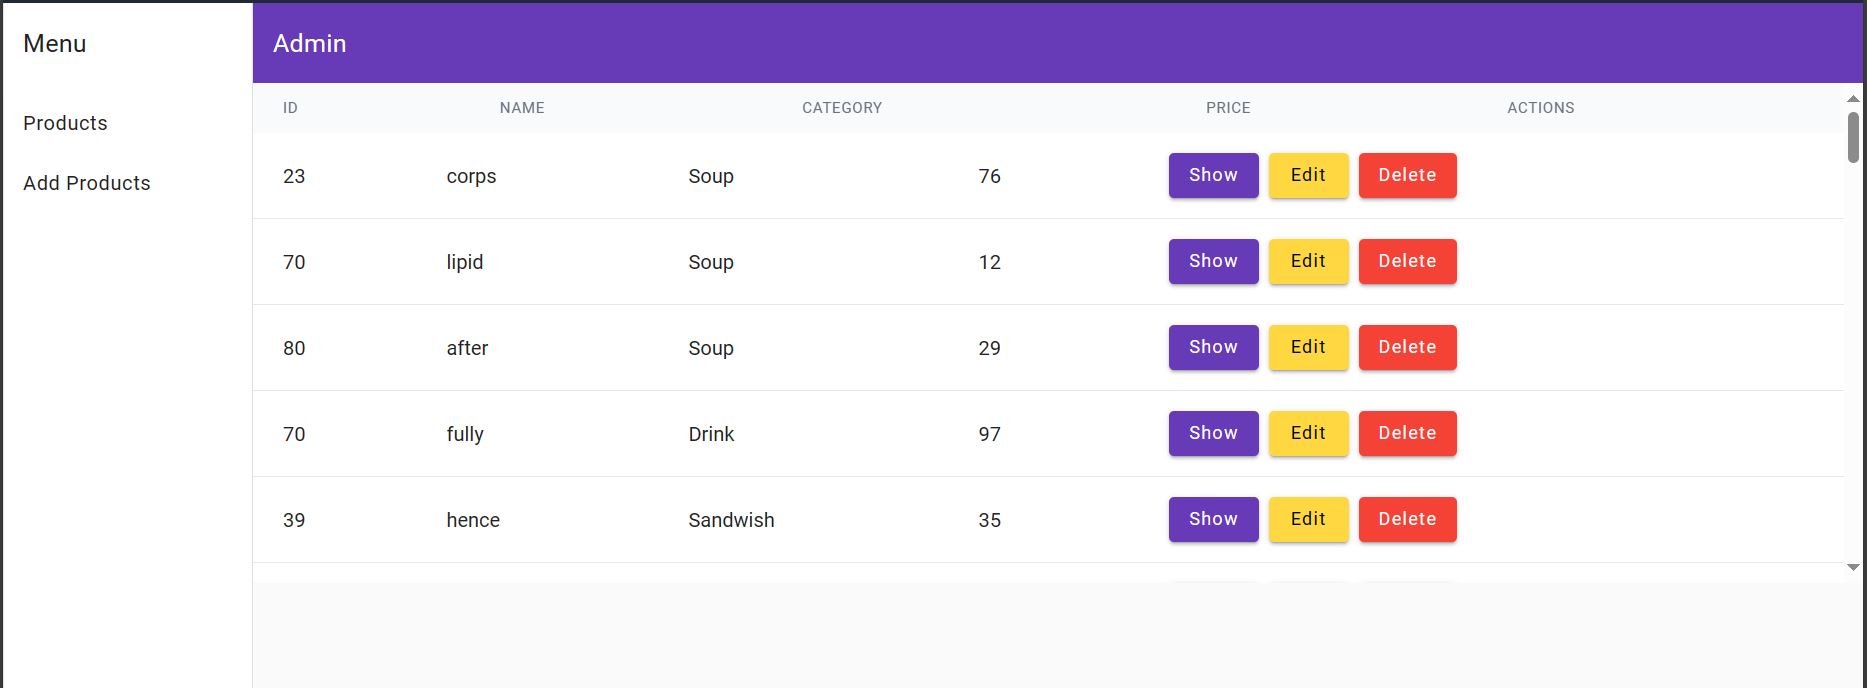 Menu
Admin
Products
Add Products
ID NAME CATEGORY PRICE ACTIONS
23 corps Soup 76 Show Edit Delete
70 lipid Soup 12 Show Edit Delete
80 after Soup 29 Show Edit Delete
70 fully Drink 97 Show Edit Delete
39 hence Sandwish 35 Show Edit Delete